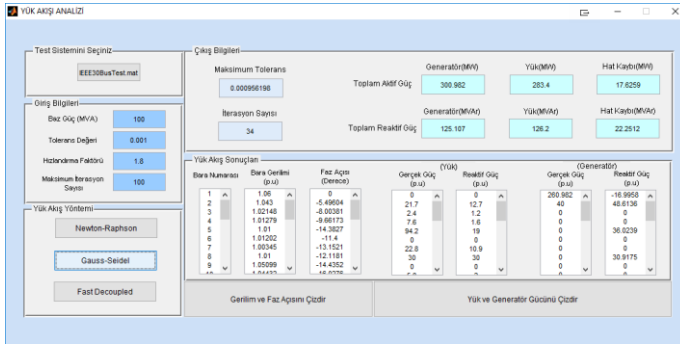 YÜK AKIŞI ANALİZİ
Test Sistemini Seçiniz
IEEE30BusTest.mat
Giriş Bilgileri
Baz Güç (MVA) 100
Tolerans Değeri 0.001
Hızlandırma Faktörü 1.8
Maksimum İterasyon Sayısı 100
Yük Akış Yöntemi
Newton-Raphson
Gauss-Seidel
Fast Decoupled
Çıkış Bilgileri
Maksimum Tolerans
0.000956198
İterasyon Sayısı
34
Generatör(MW) Yük(MW) Hat Kaybı(MW)
Toplam Aktif Güç 300.982 283.4 17.6259
Generatör(MVAr) Yük(MVAr) Hat Kaybı(MVAr)
Toplam Reaktif Güç 125.107 126.2 22.2512
Yük Akış Sonuçları
(Yük) (Generatör)
Bara Numarası Bara Gerilimi (p.u) Faz Açısı (Derece) Gerçek Güç (p.u) Reaktif Güç (p.u) Gerçek Güç (p.u) Reaktif Güç (p.u)
1 1.06 0 0 0 260.982 -16.9958
2 1.043 -5.49604 21.7 12.7 40 48.6136
3 1.02148 -8.00381 2.4 1.2 0 0
4 1.01279 -9.66173 7.6 1.6 0 0
5 1.01 -14.3827 94.2 19 0 36.0239
6 1.01202 -11.4 0 0 0 0
7 1.00345 -13.1521 22.8 10.9 0 0
8 1.01 -12.1181 30 30 0 30.9175
9 1.05099 -14.4352 0 0 0 0
Gerilim ve Faz Açısını Çizdir
Yük ve Generatör Gücünü Çizdir